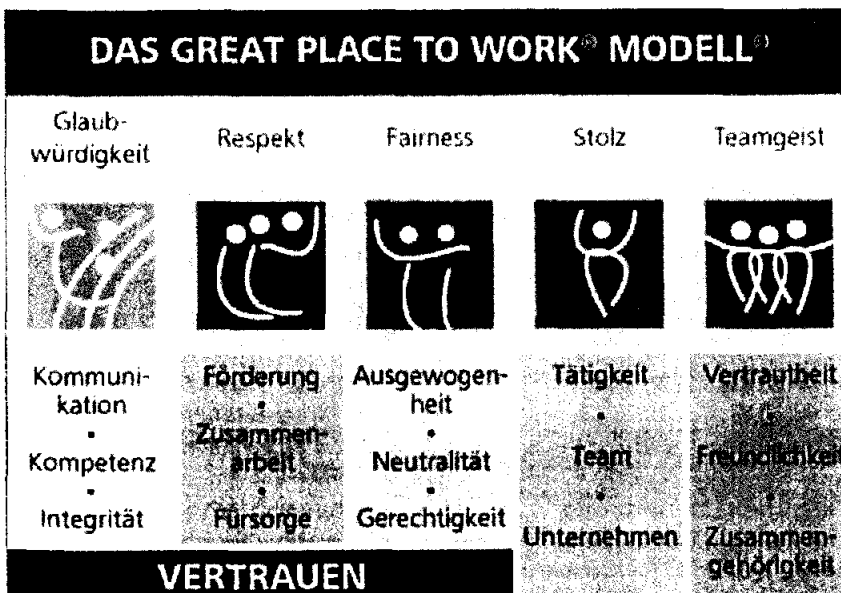 DAS GREAT PLACE TO WORK® MODELL®
Glaub-
würdigkeit
Respekt
Fairness
Stolz
Teamgeist
Kommuni-
kation
•
Kompetenz
•
Integrität
Förderung
•
Zusammen-
arbeit
•
Fürsorge
Ausgewogen-
heit
•
Neutralität
•
Gerechtigkeit
Tätigkeit
•
Team
•
Unternehmen
Vertrautheit
•
Freundlichkeit
•
Zusammen-
gehörigkeit
VERTRAUEN